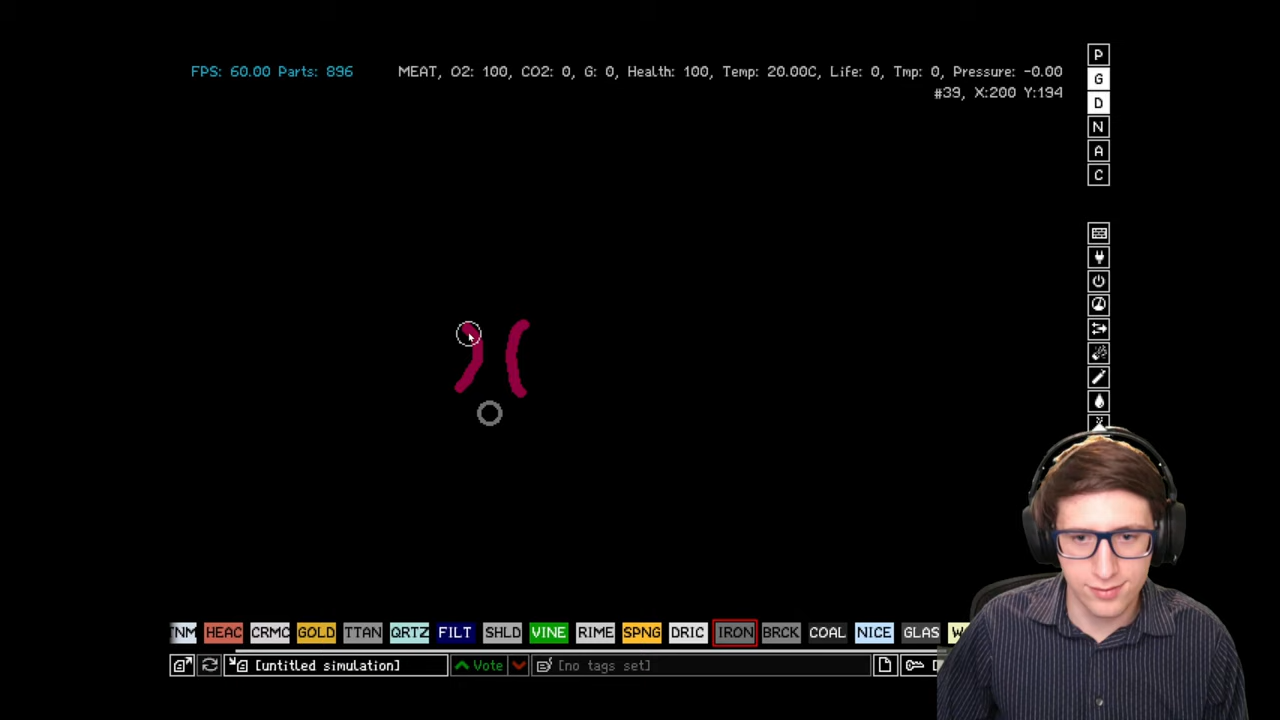 FPS: 60.00 Parts: 896 MEAT, O2: 100, CO2: 0, G: 0, Health: 100, Temp: 20.00C, Life: 0, Tmp: 0, Pressure: -0.00
#39, X:200 Y:194
P
G
D
N
A
C
TNM HEAC CRMC GOLD TTAN QRTZ FILT SHLD VINE RIME SPNG DRIC IRON BRCK COAL NICE GLAS W
[untitled simulation] Vote [no tags set] [